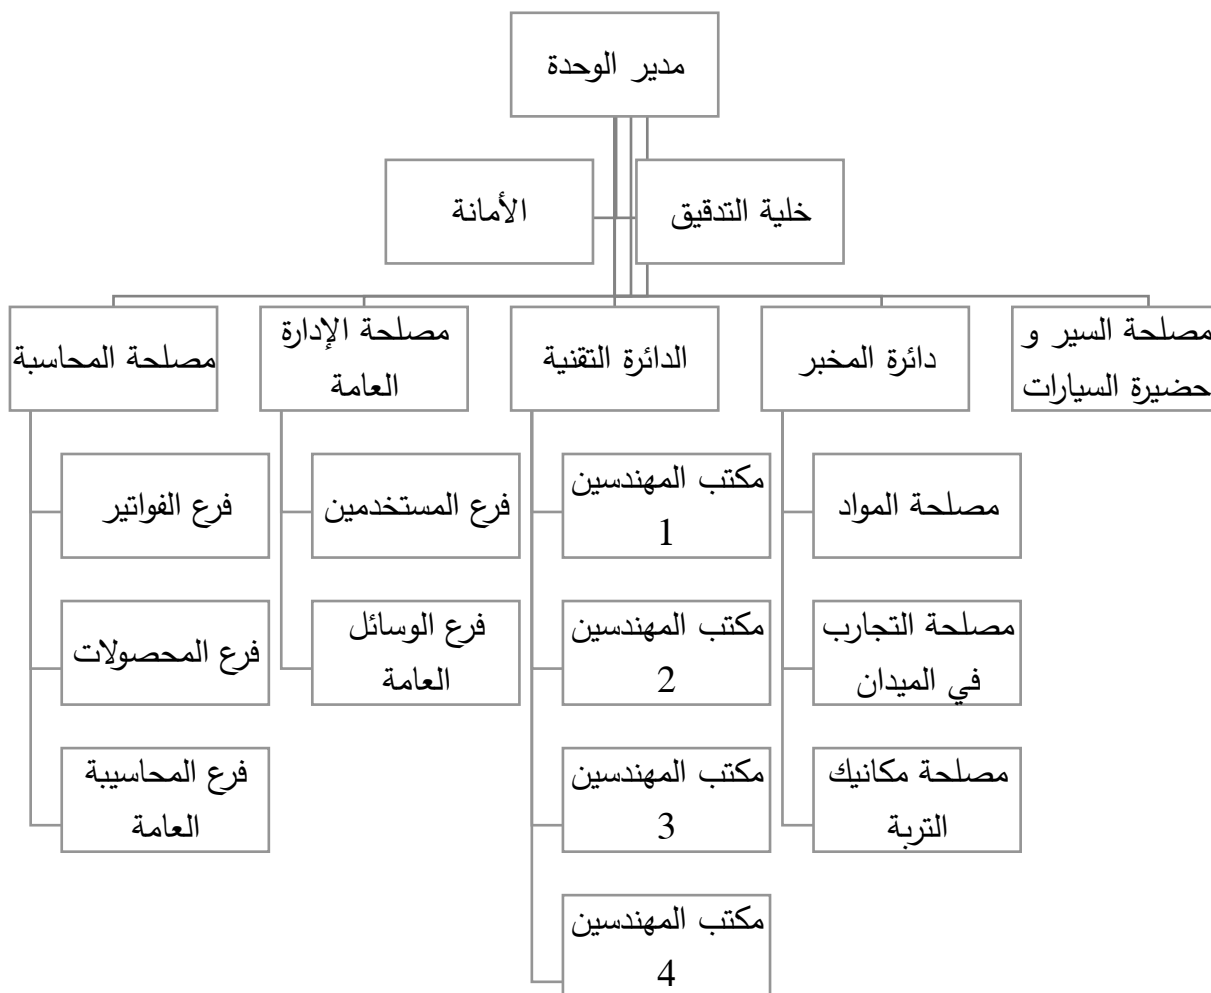 مدير الوحدة
خلية التدقيق
الأمانة
مصلحة السير و
حضيرة السيارات
دائرة المخبر
الدائرة التقنية
مصلحة الإدارة
العامة
مصلحة المحاسبة
مصلحة المواد
مصلحة التجارب
في الميدان
مصلحة مكانيك
التربة
مكتب المهندسين
1
مكتب المهندسين
2
مكتب المهندسين
3
مكتب المهندسين
4
فرع المستخدمين
فرع الوسائل
العامة
فرع الفواتير
فرع المحصولات
فرع المحاسيبة
العامة